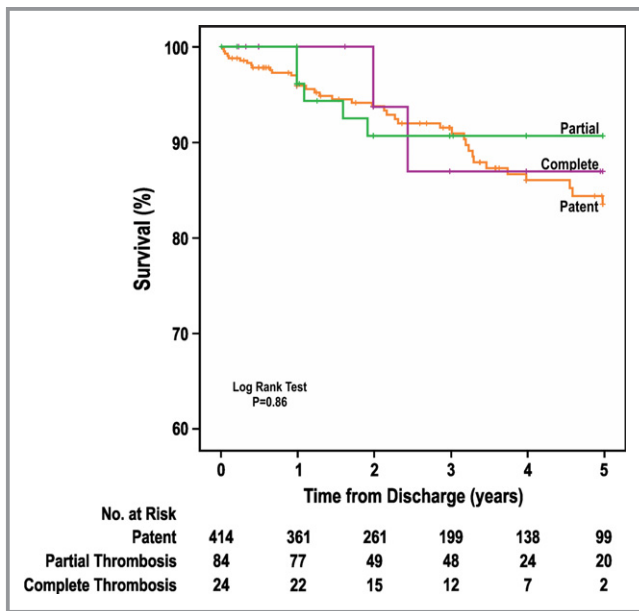 100
90
80
70
60
Survival (%)
Partial
Complete
Patent
Log Rank Test
P=0.86
0 1 2 3 4 5
Time from Discharge (years)
No. at Risk
Patent 414 361 261 199 138 99
Partial Thrombosis 84 77 49 48 24 20
Complete Thrombosis 24 22 15 12 7 2